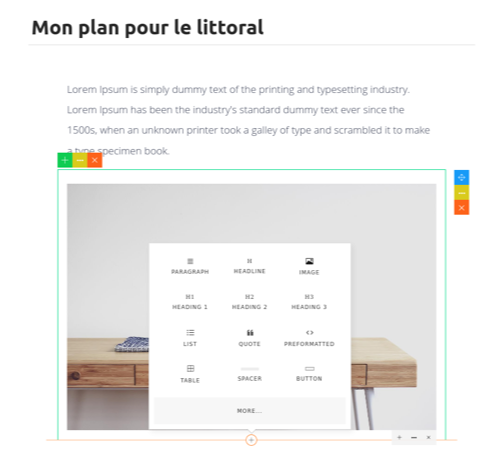 Mon plan pour le littoral
Lorem Ipsum is simply dummy text of the printing and typesetting industry.
Lorem Ipsum has been the industry's standard dummy text ever since the
1500s, when an unknown printer took a galley of type and scrambled it to make
a type specimen book.
PARAGRAPH
H
HEADLINE
IMAGE
H1
HEADING 1
H2
HEADING 2
H3
HEADING 3
LIST
QUOTE
PREFORMATTED
TABLE
SPACER
BUTTON
MORE...